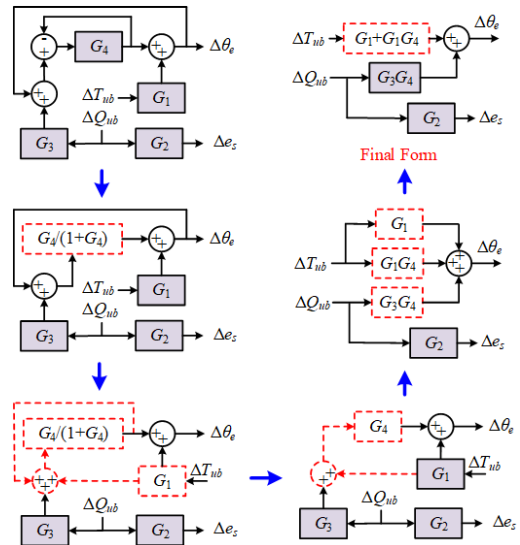 -
+
G4
+
+
Δθe
+
+
ΔTub
G1
ΔQub
G3
G2
Δes
G4/(1+G4)
+
+
Δθe
+
+
ΔTub
G1
ΔQub
G3
G2
Δes
G4/(1+G4)
+
+
Δθe
+
+
+
G1
ΔTub
ΔQub
G3
G2
Δes
G4
+
+
Δθe
+
+
G1
ΔTub
ΔQub
G3
G2
Δes
G1
ΔTub
G1G4
+
+
+
Δθe
ΔQub
G3G4
G2
Δes
ΔTub
G1+G1G4
+
+
Δθe
ΔQub
G3G4
G2
Δes
Final Form